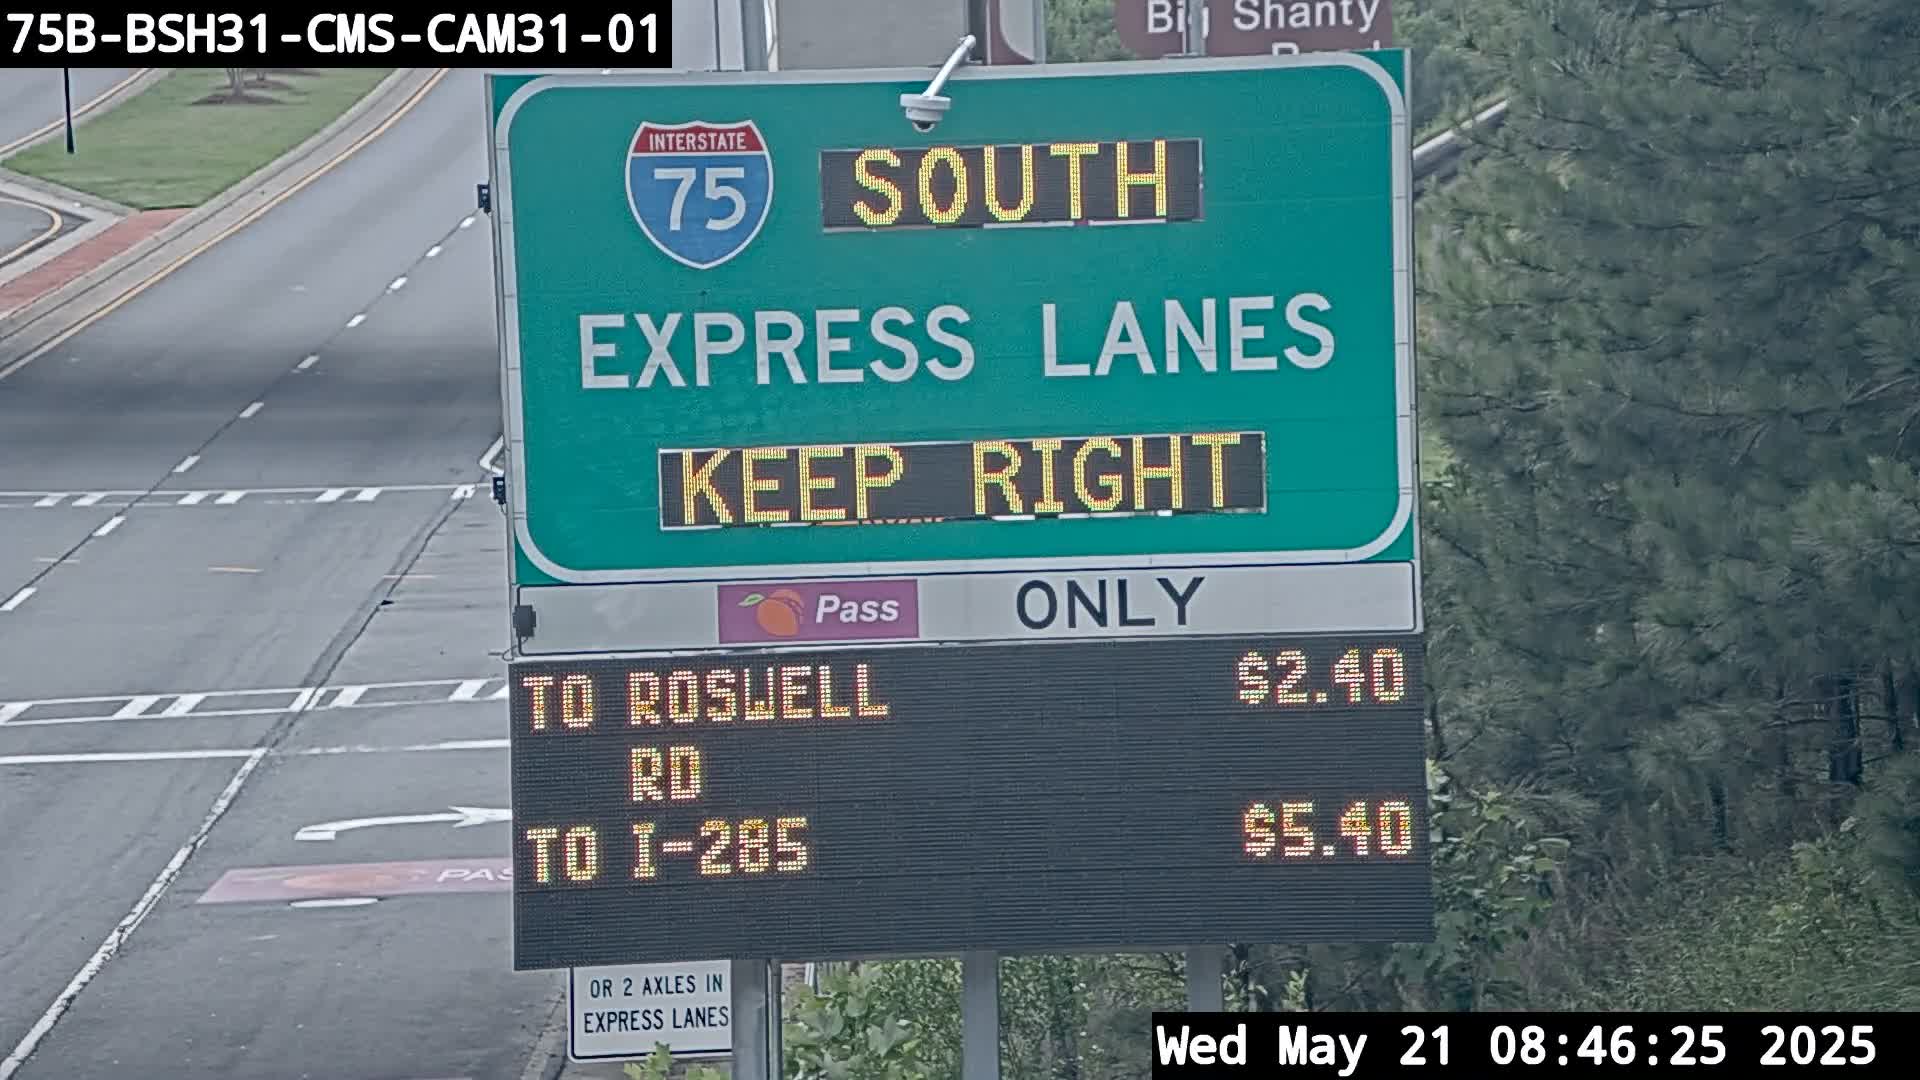 75B-BSH31-CMS-CAM31-01
Big Shanty
Road
INTERSTATE
75
SOUTH
EXPRESS LANES
KEEP RIGHT
Pass
ONLY
TO ROSWELL $2.40
RD
TO I-285 $5.40
OR 2 AXLES IN
EXPRESS LANES
Wed May 21 08:46:25 2025